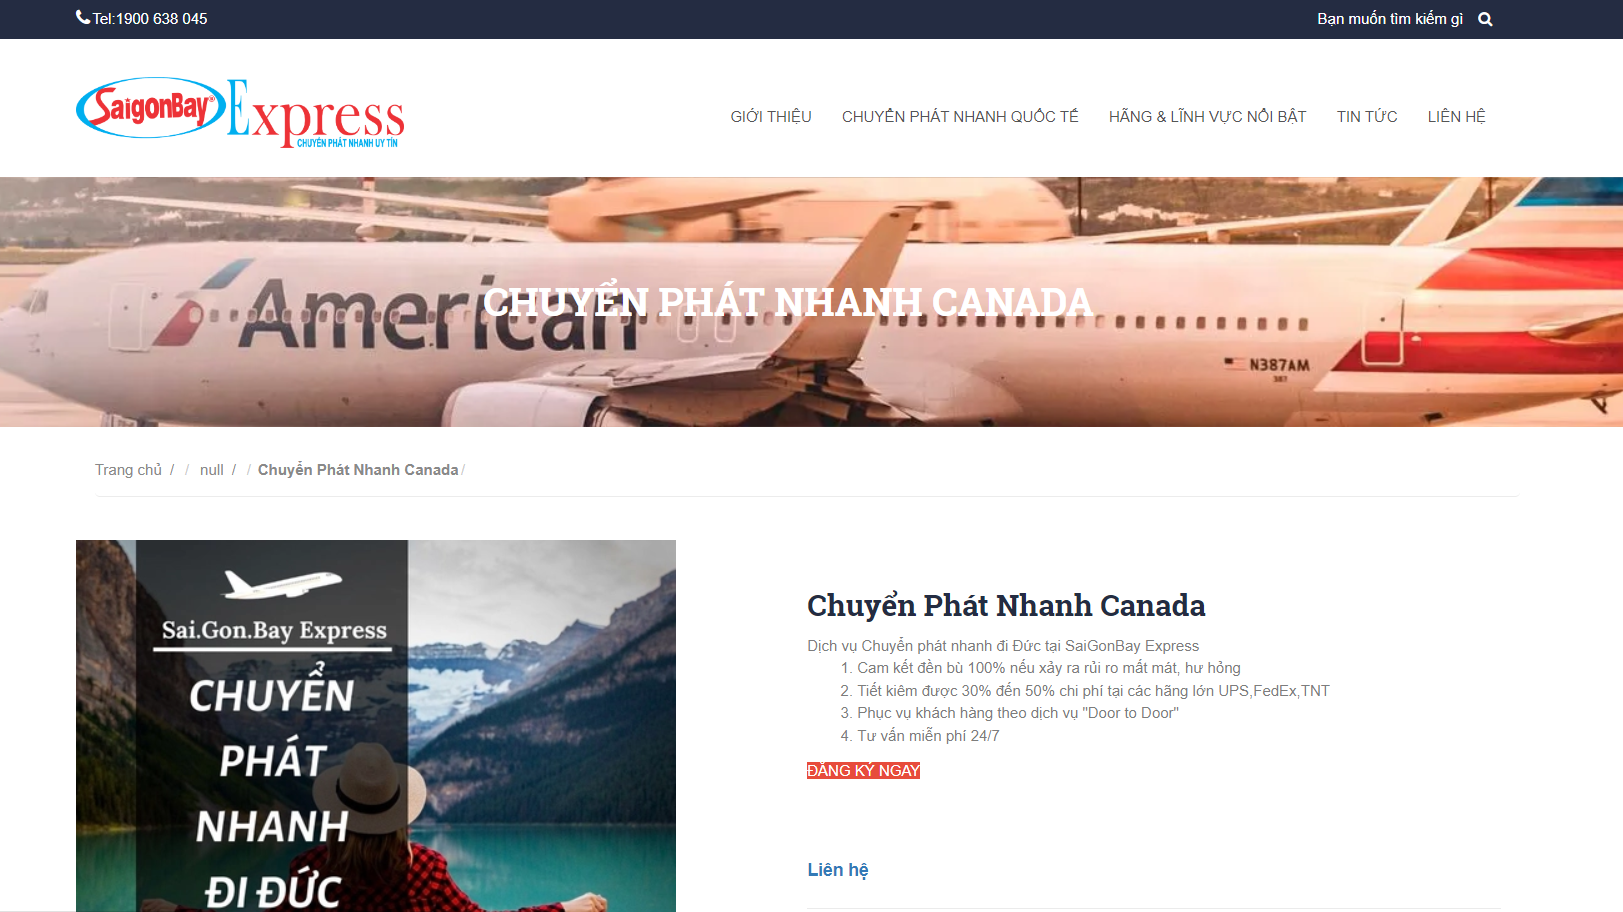 Tel:1900 638 045
Bạn muốn tìm kiếm gì
SaigonBay® Express
CHUYỂN PHÁT NHANH UY TÍN
GIỚI THIỆU
CHUYỂN PHÁT NHANH QUỐC TẾ
HÃNG & LĨNH VỰC NỔI BẬT
TIN TỨC
LIÊN HỆ
American
CHUYỂN PHÁT NHANH CANADA
N387AM
387
Trang chủ / / null / / Chuyển Phát Nhanh Canada /
Sai.Gon.Bay Express
CHUYỂN
PHÁT
NHANH
ĐI ĐỨC
Chuyển Phát Nhanh Canada
Dịch vụ Chuyển phát nhanh đi Đức tại SaiGonBay Express
1. Cam kết đền bù 100% nếu xảy ra rủi ro mất mát, hư hỏng
2. Tiết kiêm được 30% đến 50% chi phí tại các hãng lớn UPS,FedEx,TNT
3. Phục vụ khách hàng theo dịch vụ "Door to Door"
4. Tư vấn miễn phí 24/7
ĐĂNG KÝ NGAY
Liên hệ